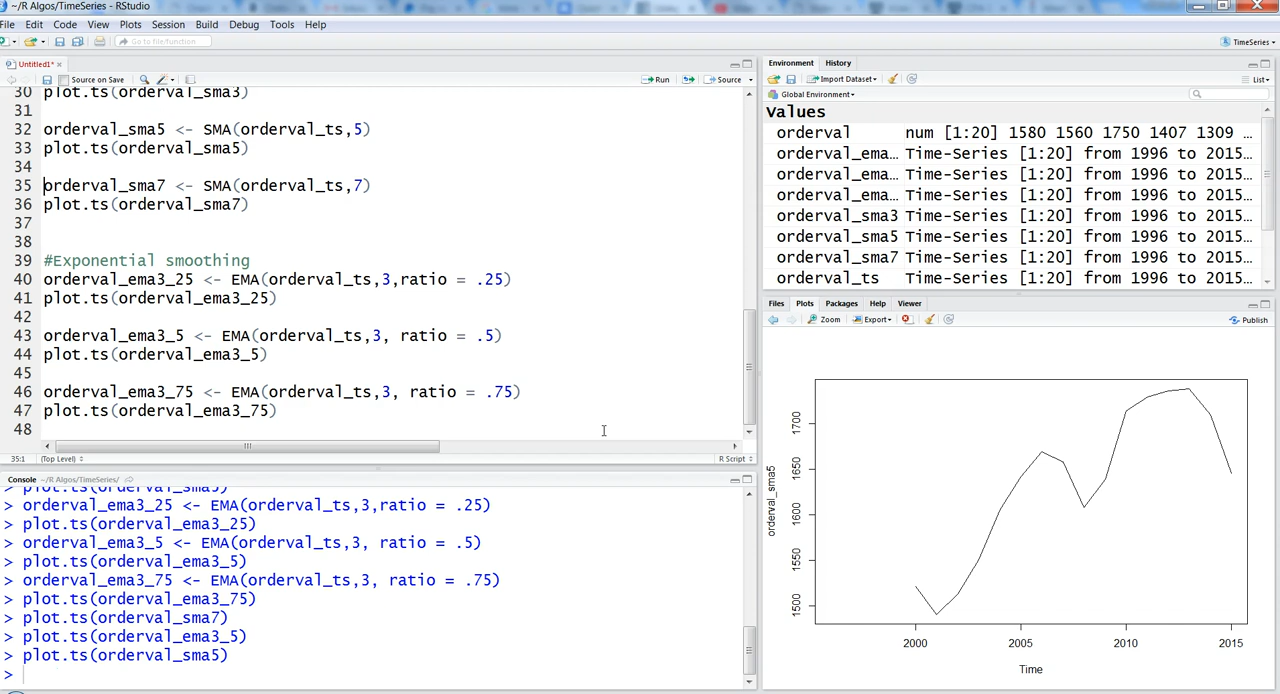 ~/R Algos/TimeSeries - RStudio
File Edit Code View Plots Session Build Debug Tools Help
Go to file/function
TimeSeries
Untitled1*
Source on Save
Run
Source
30 plot.ts(orderval_sma3)
31
32 orderval_sma5 <- SMA(orderval_ts,5)
33 plot.ts(orderval_sma5)
34
35 orderval_sma7 <- SMA(orderval_ts,7)
36 plot.ts(orderval_sma7)
37
38
39 #Exponential smoothing
40 orderval_ema3_25 <- EMA(orderval_ts,3,ratio = .25)
41 plot.ts(orderval_ema3_25)
42
43 orderval_ema3_5 <- EMA(orderval_ts,3, ratio = .5)
44 plot.ts(orderval_ema3_5)
45
46 orderval_ema3_75 <- EMA(orderval_ts,3, ratio = .75)
47 plot.ts(orderval_ema3_75)
48
35:1 (Top Level) R Script
Console ~/R Algos/TimeSeries/
> plot.ts(orderval_sma5)
> orderval_ema3_25 <- EMA(orderval_ts,3,ratio = .25)
> plot.ts(orderval_ema3_25)
> orderval_ema3_5 <- EMA(orderval_ts,3, ratio = .5)
> plot.ts(orderval_ema3_5)
> orderval_ema3_75 <- EMA(orderval_ts,3, ratio = .75)
> plot.ts(orderval_ema3_75)
> plot.ts(orderval_sma7)
> plot.ts(orderval_ema3_5)
> plot.ts(orderval_sma5)
>
Environment History
Import Dataset
List
Global Environment
Values
orderval num [1:20] 1580 1560 1750 1407 1309 ...
orderval_ema... Time-Series [1:20] from 1996 to 2015...
orderval_ema... Time-Series [1:20] from 1996 to 2015...
orderval_ema... Time-Series [1:20] from 1996 to 2015...
orderval_sma3 Time-Series [1:20] from 1996 to 2015...
orderval_sma5 Time-Series [1:20] from 1996 to 2015...
orderval_sma7 Time-Series [1:20] from 1996 to 2015...
orderval_ts Time-Series [1:20] from 1996 to 2015...
Files Plots Packages Help Viewer
Zoom Export Publish
orderval_sma5
1700
1650
1600
1550
1500
2000 2005 2010 2015
Time